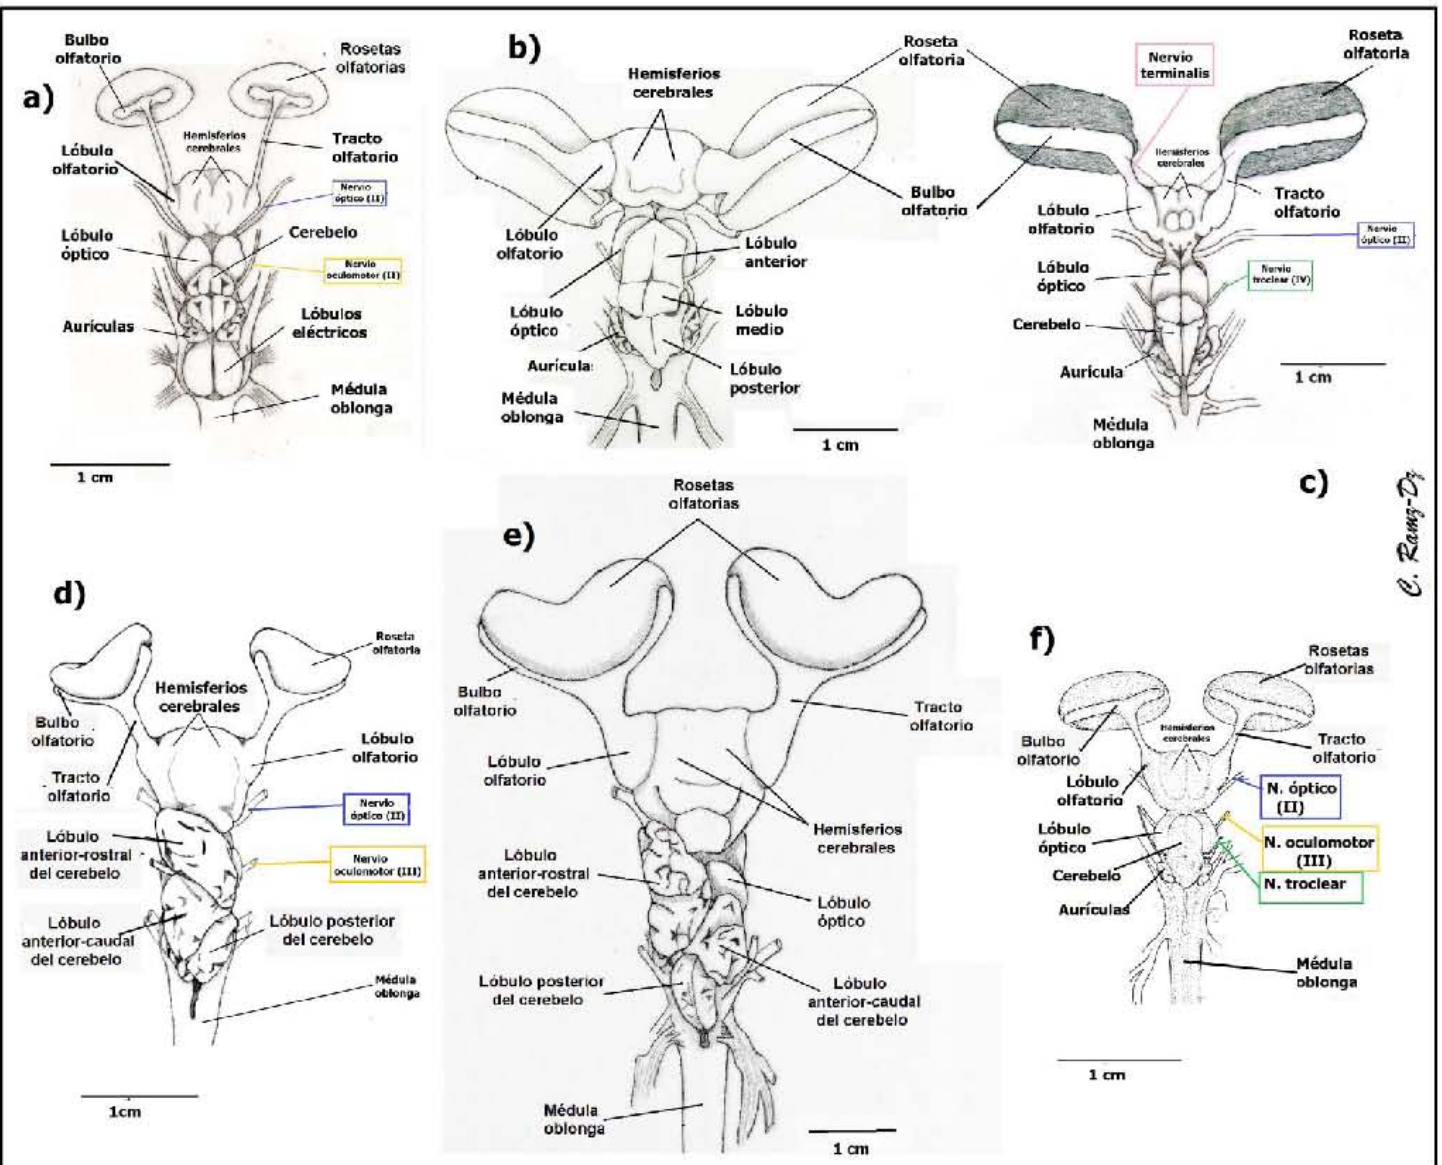 a)
Bulbo
olfatorio
Rosetas
olfatorias
Hemisferios
cerebrales
Tracto
olfatorio
Lóbulo
olfatorio
Nervio
óptico (II)
Lóbulo
óptico
Cerebelo
Nervio
oculomotor (II)
Aurículas
Lóbulos
eléctricos
Médula
oblonga
1 cm
b)
Hemisferios
cerebrales
Roseta
olfatoria
Bulbo
olfatorio
Lóbulo
olfatorio
Lóbulo
anterior
Lóbulo
óptico
Lóbulo
medio
Aurícula:
Lóbulo
posterior
Médula
oblonga
1 cm
Nervio
terminalis
Roseta
olfatoria
Hemisferios
cerebrales
Lóbulo
olfatorio
Tracto
olfatorio
Nervio
óptico (II)
Lóbulo
óptico
Nervio
troclear (IV)
Cerebelo
Aurícula
1 cm
Médula
oblonga
c)
C. Ramz-Dz
d)
Roseta
olfatoria
Hemisferios
cerebrales
Bulbo
olfatorio
Tracto
olfatorio
Lóbulo
olfatorio
Nervio
óptico (II)
Lóbulo
anterior-rostral
del cerebelo
Nervio
oculomotor (III)
Lóbulo
anterior-caudal
del cerebelo
Lóbulo posterior
del cerebelo
Médula
oblonga
1cm
e)
Rosetas
olfatorias
Bulbo
olfatorio
Tracto
olfatorio
Lóbulo
olfatorio
Hemisferios
cerebrales
Lóbulo
anterior-rostral
del cerebelo
Lóbulo
óptico
Lóbulo posterior
del cerebelo
Lóbulo
anterior-caudal
del cerebelo
Médula
oblonga
1 cm
f)
Rosetas
olfatorias
Hemisferios
cerebrales
Bulbo
olfatorio
Tracto
olfatorio
Lóbulo
olfatorio
N. óptico
(II)
Lóbulo
óptico
N. oculomotor
(III)
Cerebelo
N. troclear
Aurículas
Médula
oblonga
1 cm